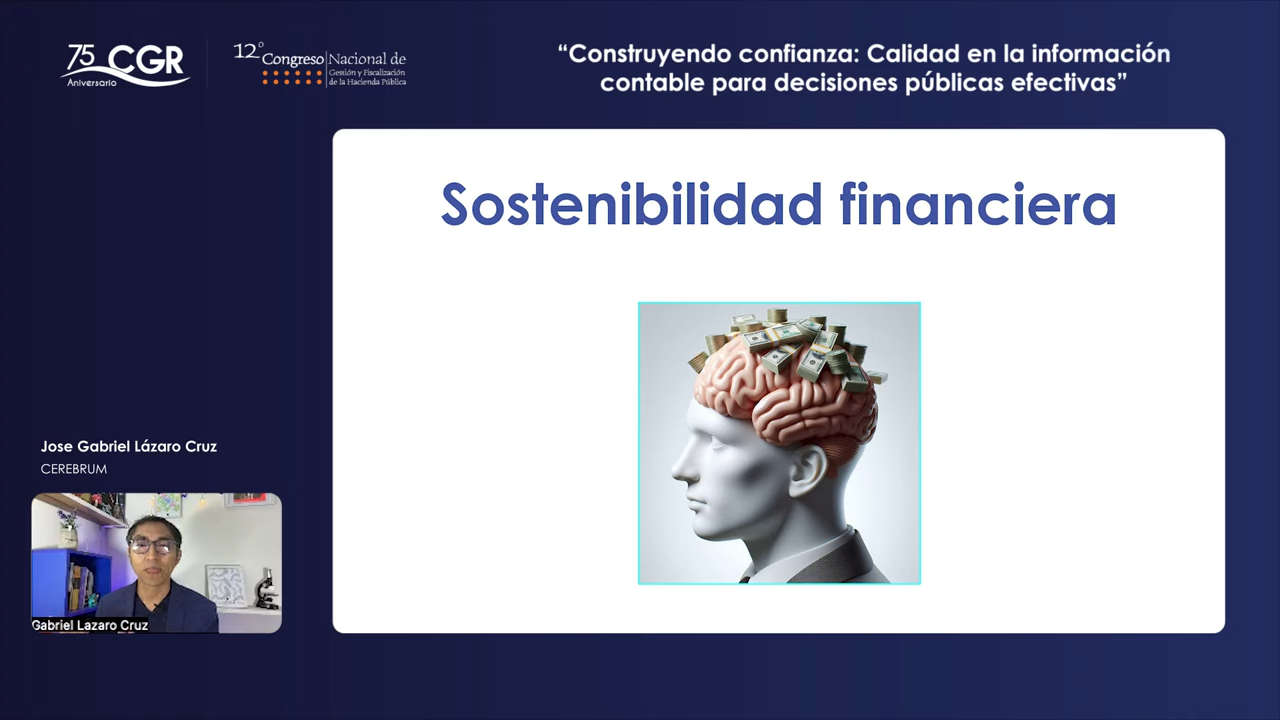 75 CGR
Aniversario
12° Congreso Nacional de
Gestión y Fiscalización
de la Hacienda Pública
“Construyendo confianza: Calidad en la información
contable para decisiones públicas efectivas”
Sostenibilidad financiera
Jose Gabriel Lázaro Cruz
CEREBRUM
Gabriel Lazaro Cruz